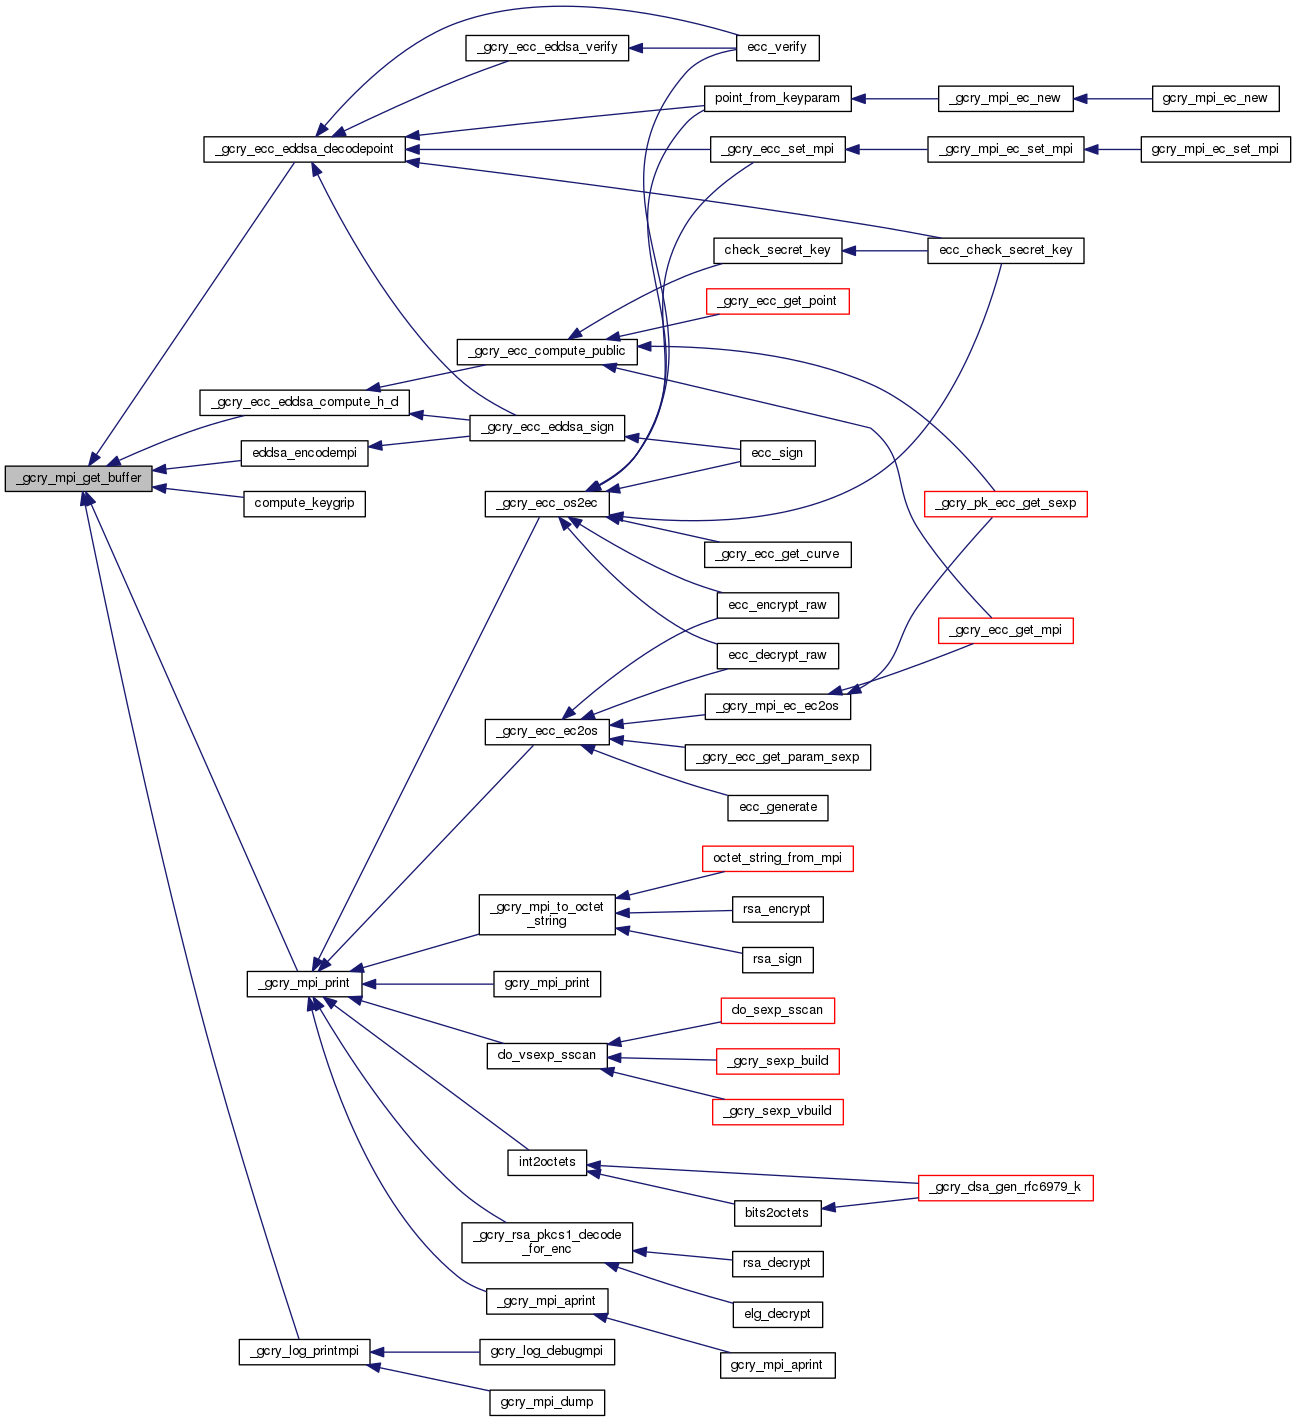 ecc_verify
_gcry_ecc_eddsa_verify
point_from_keyparam
_gcry_mpi_ec_new
gcry_mpi_ec_new
_gcry_ecc_eddsa_decodepoint
_gcry_ecc_set_mpi
_gcry_mpi_ec_set_mpi
gcry_mpi_ec_set_mpi
check_secret_key
ecc_check_secret_key
_gcry_ecc_get_point
_gcry_ecc_compute_public
_gcry_ecc_eddsa_compute_h_d
_gcry_ecc_eddsa_sign
eddsa_encodempi
ecc_sign
_gcry_mpi_get_buffer
compute_keygrip
_gcry_ecc_os2ec
_gcry_pk_ecc_get_sexp
_gcry_ecc_get_curve
ecc_encrypt_raw
_gcry_ecc_get_mpi
ecc_decrypt_raw
_gcry_mpi_ec_ec2os
_gcry_ecc_ec2os
_gcry_ecc_get_param_sexp
ecc_generate
octet_string_from_mpi
_gcry_mpi_to_octet
_string
rsa_encrypt
rsa_sign
_gcry_mpi_print
gcry_mpi_print
do_sexp_sscan
do_vsexp_sscan
_gcry_sexp_build
_gcry_sexp_vbuild
int2octets
_gcry_dsa_gen_rfc6979_k
bits2octets
_gcry_rsa_pkcs1_decode
_for_enc
rsa_decrypt
_gcry_mpi_aprint
elg_decrypt
_gcry_log_printmpi
gcry_log_debugmpi
gcry_mpi_aprint
gcry_mpi_dump